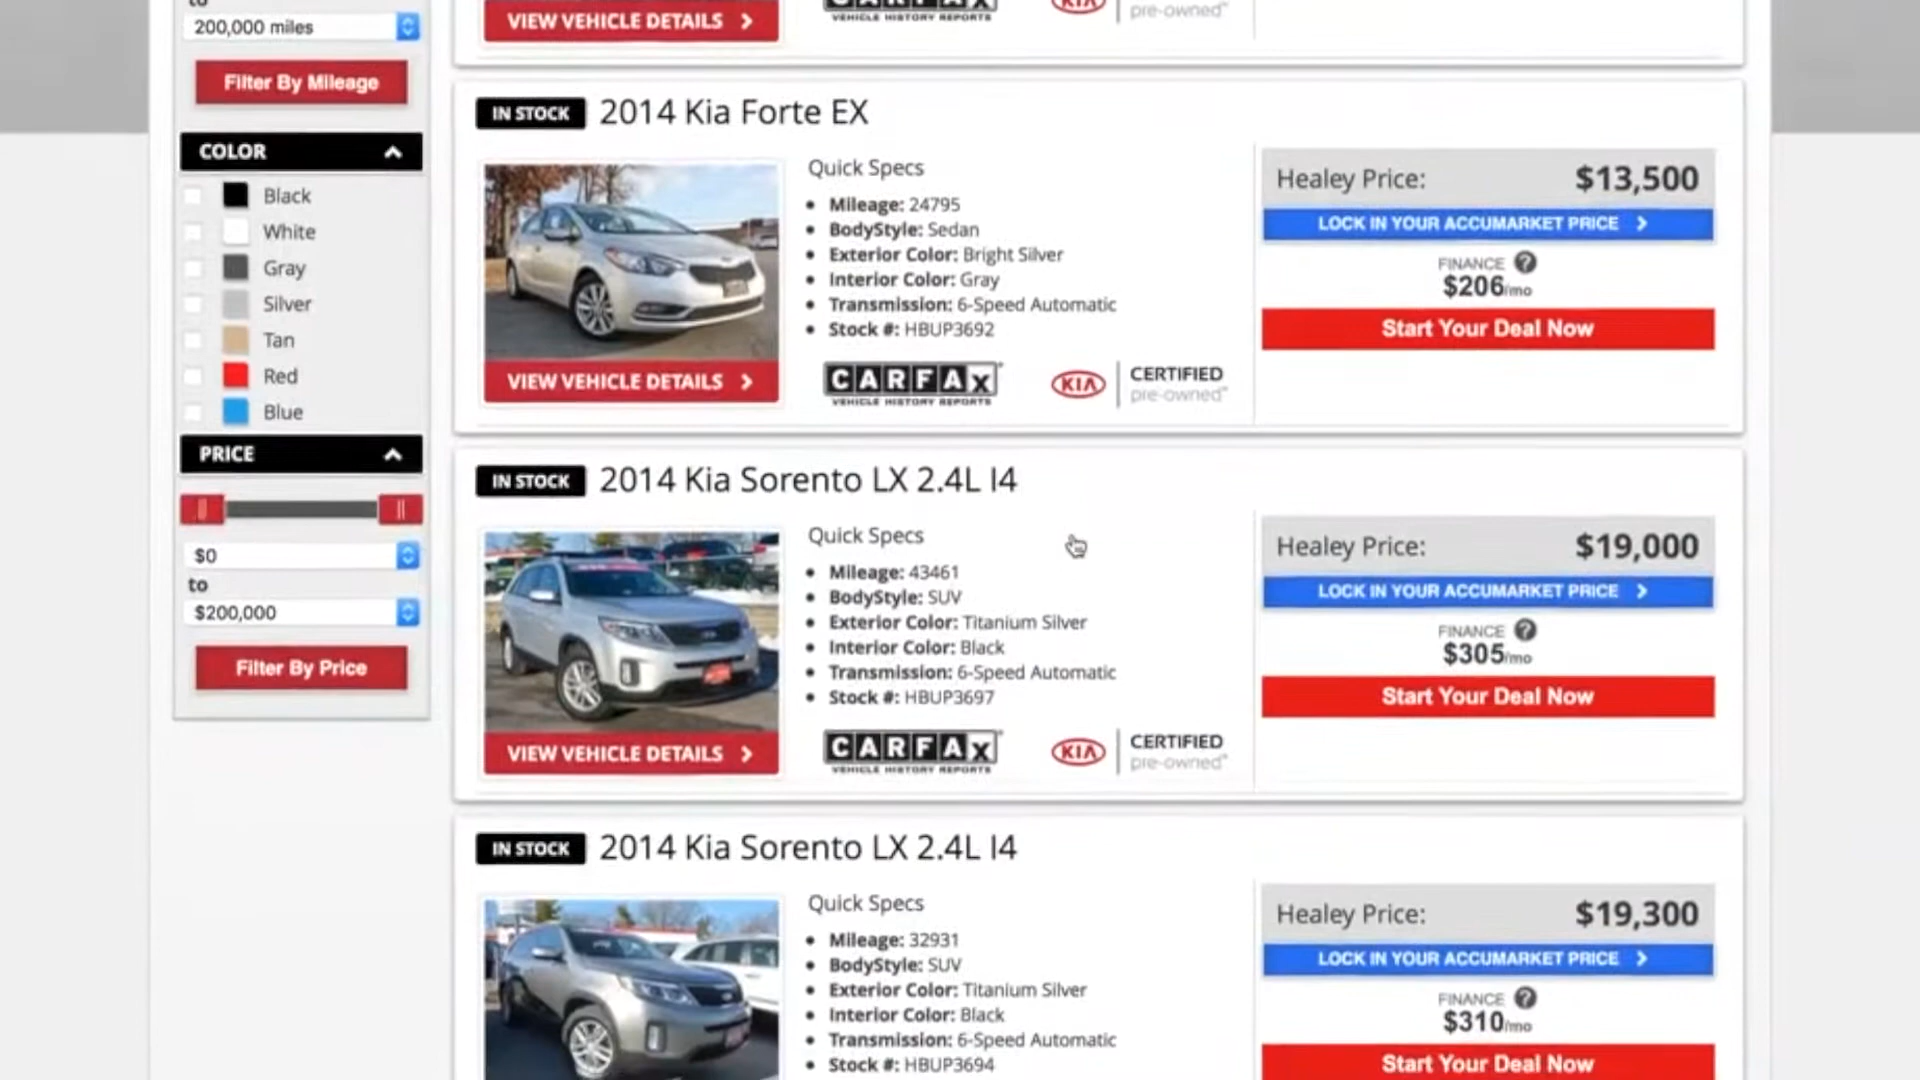 to
200,000 miles
Filter By Mileage
COLOR
Black
White
Gray
Silver
Tan
Red
Blue
PRICE
$0
to
$200,000
Filter By Price
VIEW VEHICLE DETAILS
CARFAX
VEHICLE HISTORY REPORTS
KIA
pre-owned™
IN STOCK
2014 Kia Forte EX
Quick Specs
Mileage: 24795
BodyStyle: Sedan
Exterior Color: Bright Silver
Interior Color: Gray
Transmission: 6-Speed Automatic
Stock #: HBUP3692
VIEW VEHICLE DETAILS
CARFAX
VEHICLE HISTORY REPORTS
KIA
CERTIFIED
pre-owned™
Healey Price: $13,500
LOCK IN YOUR ACCUMARKET PRICE
FINANCE ?
$206/mo
Start Your Deal Now
IN STOCK
2014 Kia Sorento LX 2.4L I4
Quick Specs
Mileage: 43461
BodyStyle: SUV
Exterior Color: Titanium Silver
Interior Color: Black
Transmission: 6-Speed Automatic
Stock #: HBUP3697
VIEW VEHICLE DETAILS
CARFAX
VEHICLE HISTORY REPORTS
KIA
CERTIFIED
pre-owned™
Healey Price: $19,000
LOCK IN YOUR ACCUMARKET PRICE
FINANCE ?
$305/mo
Start Your Deal Now
IN STOCK
2014 Kia Sorento LX 2.4L I4
Quick Specs
Mileage: 32931
BodyStyle: SUV
Exterior Color: Titanium Silver
Interior Color: Black
Transmission: 6-Speed Automatic
Stock #: HBUP3694
Healey Price: $19,300
LOCK IN YOUR ACCUMARKET PRICE
FINANCE ?
$310/mo
Start Your Deal Now